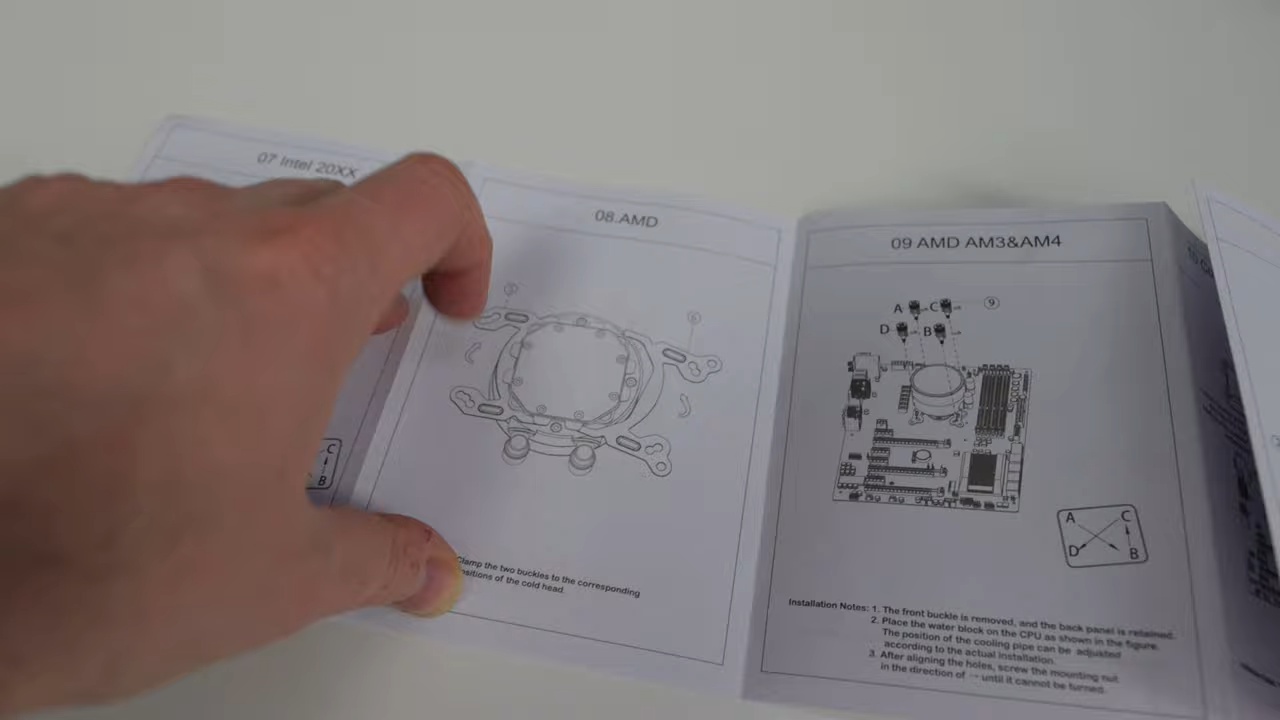 07 Intel 20XX
C
B
08.AMD
5
6
Clamp the two buckles to the corresponding
positions of the cold head.
09 AMD AM3&AM4
A C 9
D B
A C
D B
Installation Notes: 1. The front buckle is removed, and the back panel is retained.
2. Place the water block on the CPU as shown in the figure.
The position of the cooling pipe can be adjusted
according to the actual installation.
3. After aligning the holes, screw the mounting nut
in the direction of → until it cannot be turned.